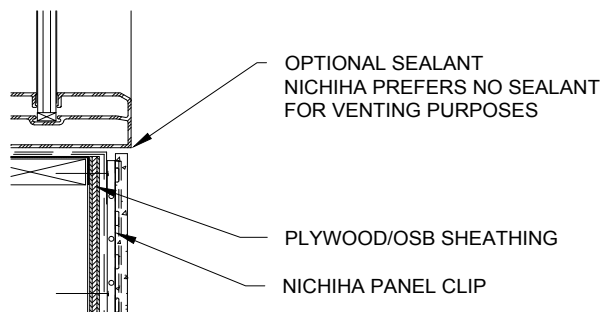 OPTIONAL SEALANT
NICHIHA PREFERS NO SEALANT
FOR VENTING PURPOSES
PLYWOOD/OSB SHEATHING
NICHIHA PANEL CLIP